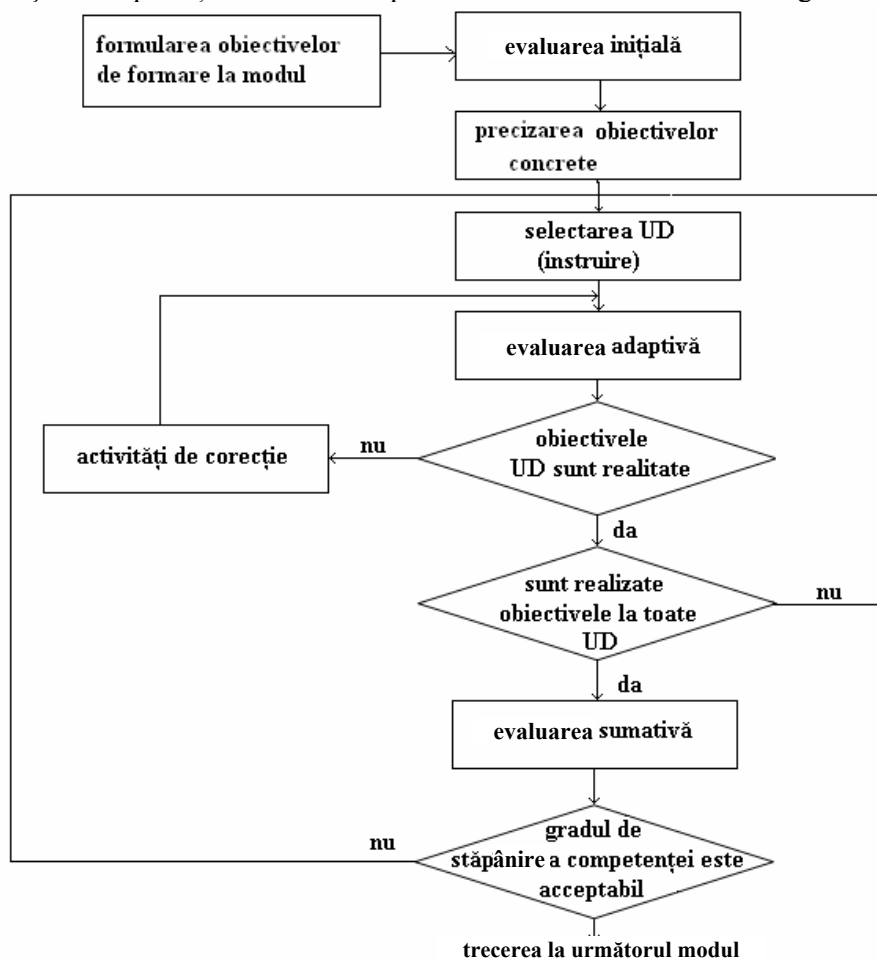 formularea obiectivelor
de formare la modul
evaluarea inițială
precizarea obiectivelor
concrete
selectarea UD
(instruire)
evaluarea adaptivă
obiectivele
UD sunt realitate
nu
activități de corecție
da
sunt realizate
obiectivele la toate
UD
nu
da
evaluarea sumativă
gradul de
stăpânire a competenței este
acceptabil
nu
trecerea la următorul modul